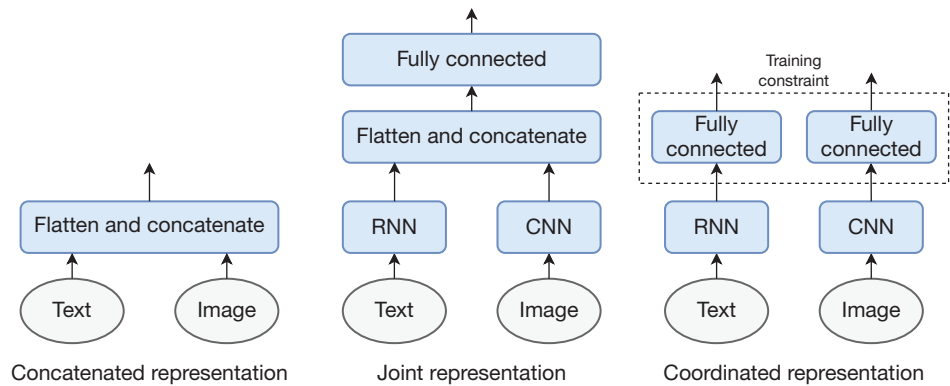 Flatten and concatenate
Text
Image
Concatenated representation
Fully connected
Flatten and concatenate
RNN
CNN
Text
Image
Joint representation
Training
constraint
Fully
connected
Fully
connected
RNN
CNN
Text
Image
Coordinated representation